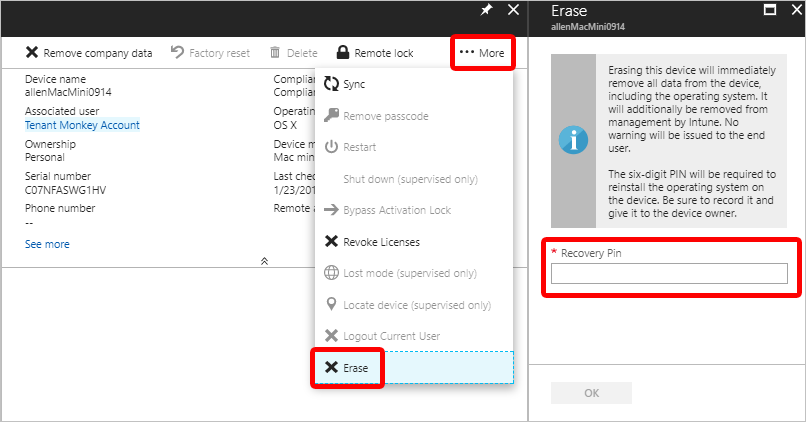 Erase
allenMacMini0914
Remove company data
Factory reset
Delete
Remote lock
••• More
Device name
allenMacMini0914
Associated user
Tenant Monkey Account
Ownership
Personal
Serial number
C07NFASWG1HV
Phone number
--
See more
Complian
Complian
Operatin
OS X
Device m
Mac mini
Last chec
1/23/201
Remote a
Sync
Remove passcode
Restart
Shut down (supervised only)
Bypass Activation Lock
Revoke Licenses
Lost mode (supervised only)
Locate device (supervised only)
Logout Current User
Erase
Erasing this device will immediately
remove all data from the device,
including the operating system. It
will additionally be removed from
management by Intune. No
warning will be issued to the end
user.
The six-digit PIN will be required to
reinstall the operating system on
the device. Be sure to record it and
give it to the device owner.
* Recovery Pin
OK